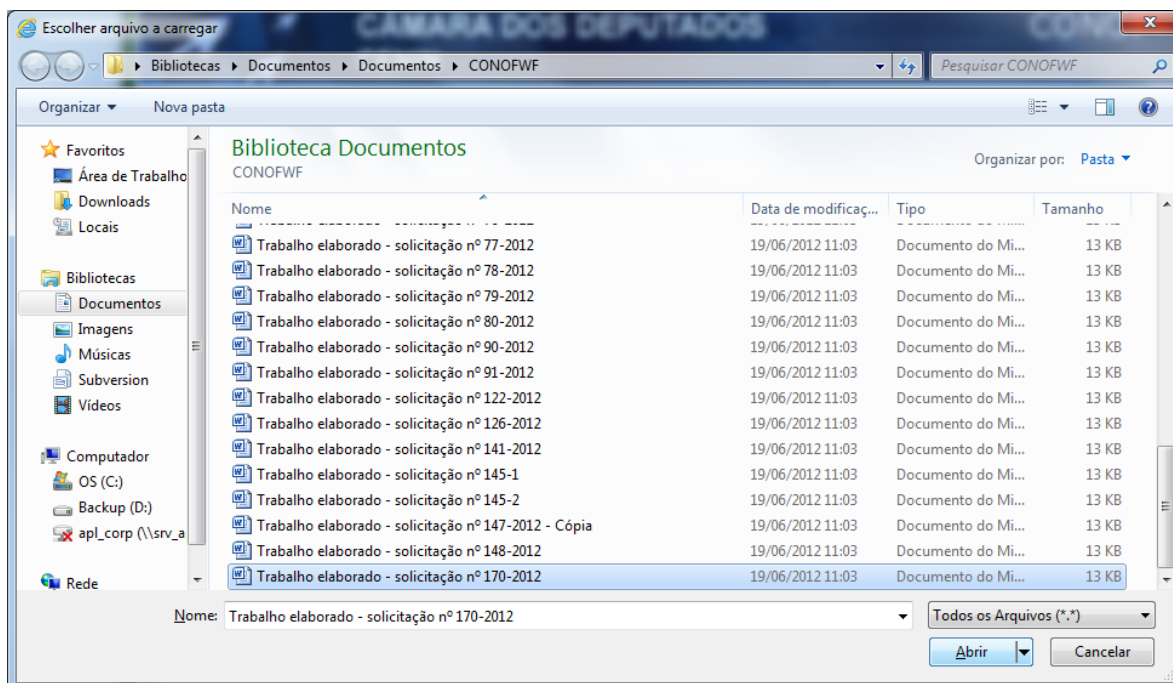 Escolher arquivo a carregar
CÂMARA DOS DEPUTADOS
Bibliotecas ▸ Documentos ▸ Documentos ▸ CONOFWF
Pesquisar CONOFWF
Organizar
Nova pasta
Favoritos
Área de Trabalho
Downloads
Locais
Bibliotecas
Documentos
Imagens
Músicas
Subversion
Vídeos
Computador
OS (C:)
Backup (D:)
apl_corp (\\srv_a
Rede
Biblioteca Documentos
CONOFWF
Organizar por: Pasta
Nome Data de modificaç... Tipo Tamanho
Trabalho elaborado - solicitação nº 77-2012 19/06/2012 11:03 Documento do Mi... 13 KB
Trabalho elaborado - solicitação nº 78-2012 19/06/2012 11:03 Documento do Mi... 13 KB
Trabalho elaborado - solicitação nº 79-2012 19/06/2012 11:03 Documento do Mi... 13 KB
Trabalho elaborado - solicitação nº 80-2012 19/06/2012 11:03 Documento do Mi... 13 KB
Trabalho elaborado - solicitação nº 90-2012 19/06/2012 11:03 Documento do Mi... 13 KB
Trabalho elaborado - solicitação nº 91-2012 19/06/2012 11:03 Documento do Mi... 13 KB
Trabalho elaborado - solicitação nº 122-2012 19/06/2012 11:03 Documento do Mi... 13 KB
Trabalho elaborado - solicitação nº 126-2012 19/06/2012 11:03 Documento do Mi... 13 KB
Trabalho elaborado - solicitação nº 141-2012 19/06/2012 11:03 Documento do Mi... 13 KB
Trabalho elaborado - solicitação nº 145-1 19/06/2012 11:03 Documento do Mi... 13 KB
Trabalho elaborado - solicitação nº 145-2 19/06/2012 11:03 Documento do Mi... 13 KB
Trabalho elaborado - solicitação nº 147-2012 - Cópia 19/06/2012 11:03 Documento do Mi... 13 KB
Trabalho elaborado - solicitação nº 148-2012 19/06/2012 11:03 Documento do Mi... 13 KB
Trabalho elaborado - solicitação nº 170-2012 19/06/2012 11:03 Documento do Mi... 13 KB
Nome: Trabalho elaborado - solicitação nº 170-2012
Todos os Arquivos (*.*)
Abrir
Cancelar